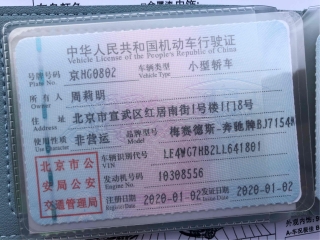 中华人民共和国机动车行驶证
Vehicle License of the People's Republic of China
号牌号码 京HG0802 车辆类型 小型轿车
Plate No. Vehicle Type
所有人 周莉明
Owner
住址 北京市宣武区红居南街1号楼1门8号
Address
使用性质 非营运 品牌型号 梅赛德斯-奔驰牌BJ7154
Use Character Model
北京市公安局公安交通管理局
车辆识别代号 LE4WG7HB2LL641801
VIN
发动机号码 10308556
Engine No.
注册日期 2020-01-02 发证日期 2020-01-02
Register Date Issue Date